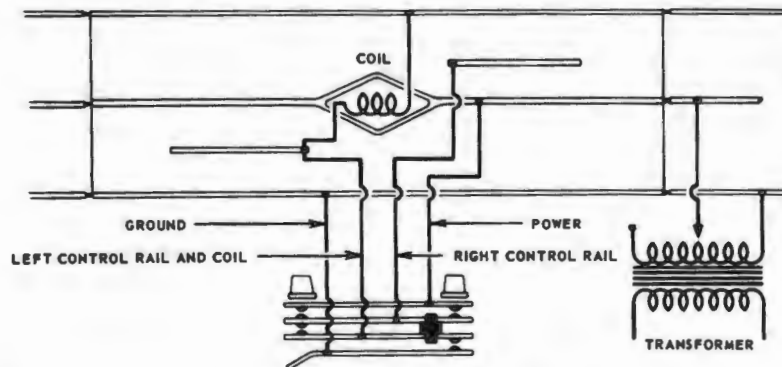 COIL
GROUND
POWER
LEFT CONTROL RAIL AND COIL
RIGHT CONTROL RAIL
TRANSFORMER